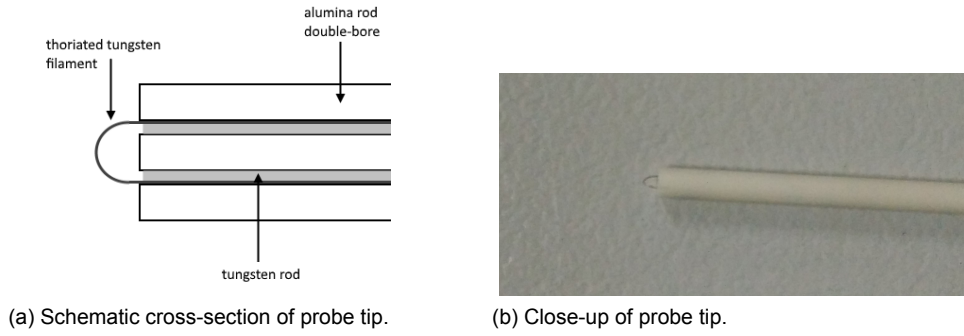 alumina rod
double-bore
thoriated tungsten
filament
tungsten rod
(a) Schematic cross-section of probe tip.
(b) Close-up of probe tip.